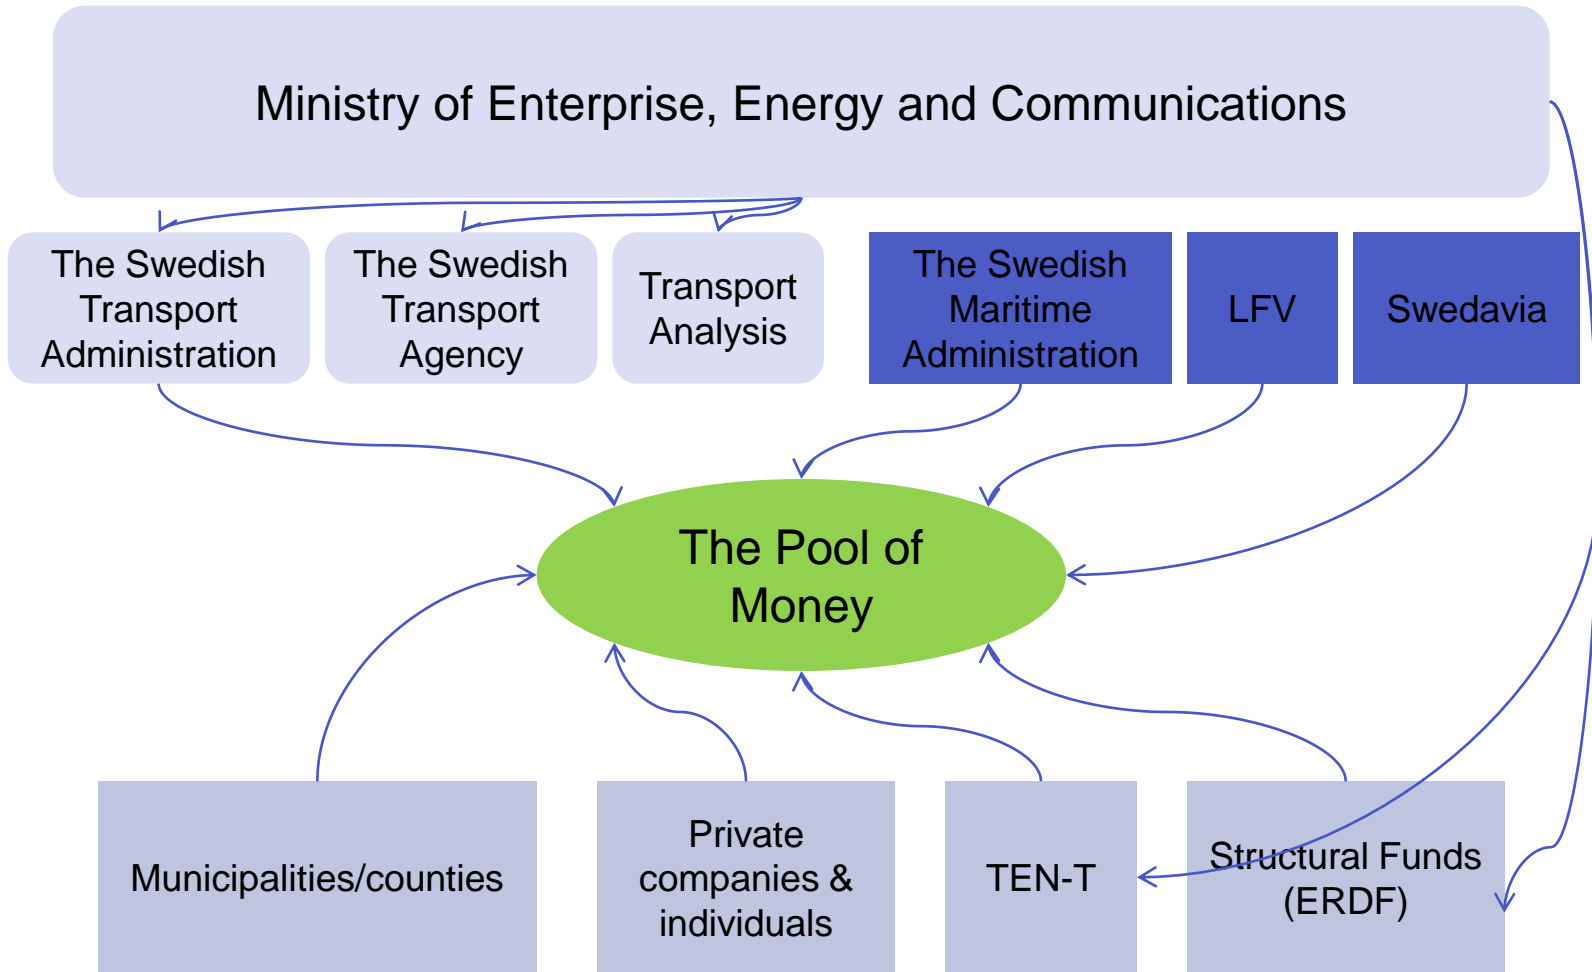 Ministry of Enterprise, Energy and Communications
The Swedish
Transport
Administration
The Swedish
Transport
Agency
Transport
Analysis
The Swedish
Maritime
Administration
LFV
Swedavia
The Pool of
Money
Municipalities/counties
Private
companies &
individuals
TEN-T
Structural Funds
(ERDF)